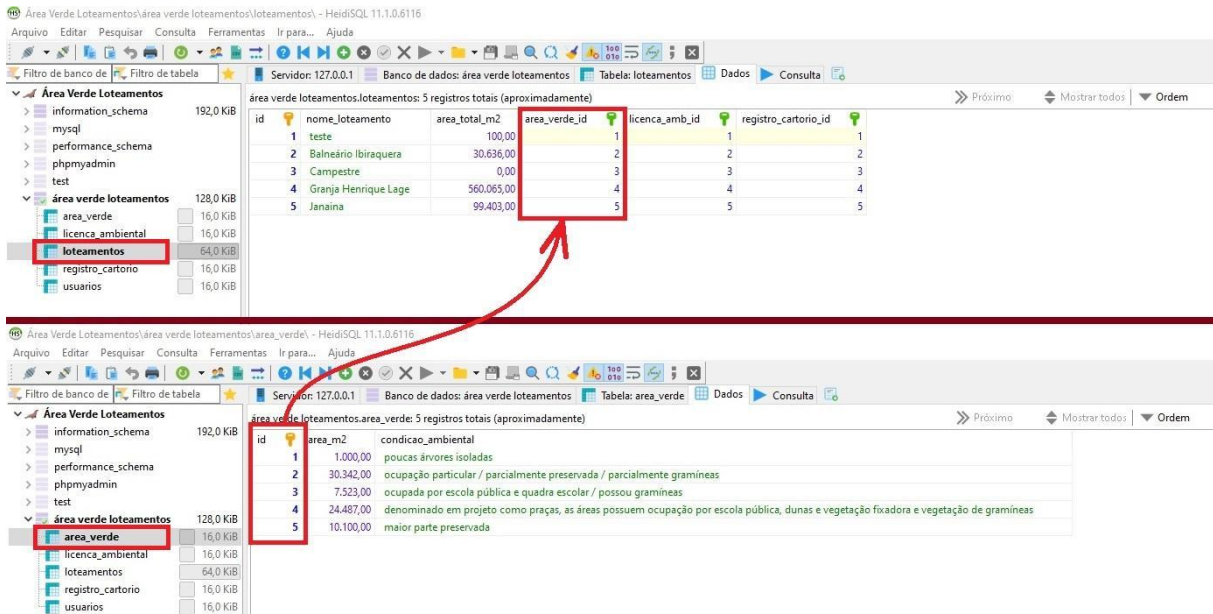 Área Verde Loteamentos\área verde loteamentos\loteamentos\ - HeidiSQL 11.1.0.6116
Arquivo Editar Pesquisar Consulta Ferramentas Ir para... Ajuda
Filtro de banco de Filtro de tabela
Servidor: 127.0.0.1 Banco de dados: área verde loteamentos Tabela: loteamentos Dados Consulta
Área Verde Loteamentos
information_schema 192,0 KiB
mysql
performance_schema
phpmyadmin
test
área verde loteamentos 128,0 KiB
area_verde 16,0 KiB
licenca_ambiental 16,0 KiB
loteamentos 64,0 KiB
registro_cartorio 16,0 KiB
usuarios 16,0 KiB
área verde loteamentos.loteamentos: 5 registros totais (aproximadamente) Próximo Mostrar todos Ordem
id nome_loteamento area_total_m2 area_verde_id licenca_amb_id registro_cartorio_id
1 teste 100,00 1 1 1
2 Balneário Ibiraquera 30.636,00 2 2 2
3 Campestre 0,00 3 3 3
4 Granja Henrique Lage 560.065,00 4 4 4
5 Janaina 99.403,00 5 5 5
Área Verde Loteamentos\área verde loteamentos\area_verde\ - HeidiSQL 11.1.0.6116
Arquivo Editar Pesquisar Consulta Ferramentas Ir para... Ajuda
Filtro de banco de Filtro de tabela
Servidor: 127.0.0.1 Banco de dados: área verde loteamentos Tabela: area_verde Dados Consulta
Área Verde Loteamentos
information_schema 192,0 KiB
mysql
performance_schema
phpmyadmin
test
área verde loteamentos 128,0 KiB
area_verde 16,0 KiB
licenca_ambiental 16,0 KiB
loteamentos 64,0 KiB
registro_cartorio 16,0 KiB
usuarios 16,0 KiB
área verde loteamentos.area_verde: 5 registros totais (aproximadamente) Próximo Mostrar todos Ordem
id area_m2 condicao_ambiental
1 1.000,00 poucas árvores isoladas
2 30.342,00 ocupação particular / parcialmente preservada / parcialmente gramíneas
3 7.523,00 ocupada por escola pública e quadra escolar / possou gramíneas
4 24.487,00 denominado em projeto como praças, as áreas possuem ocupação por escola pública, dunas e vegetação fixadora e vegetação de gramíneas
5 10.100,00 maior parte preservada